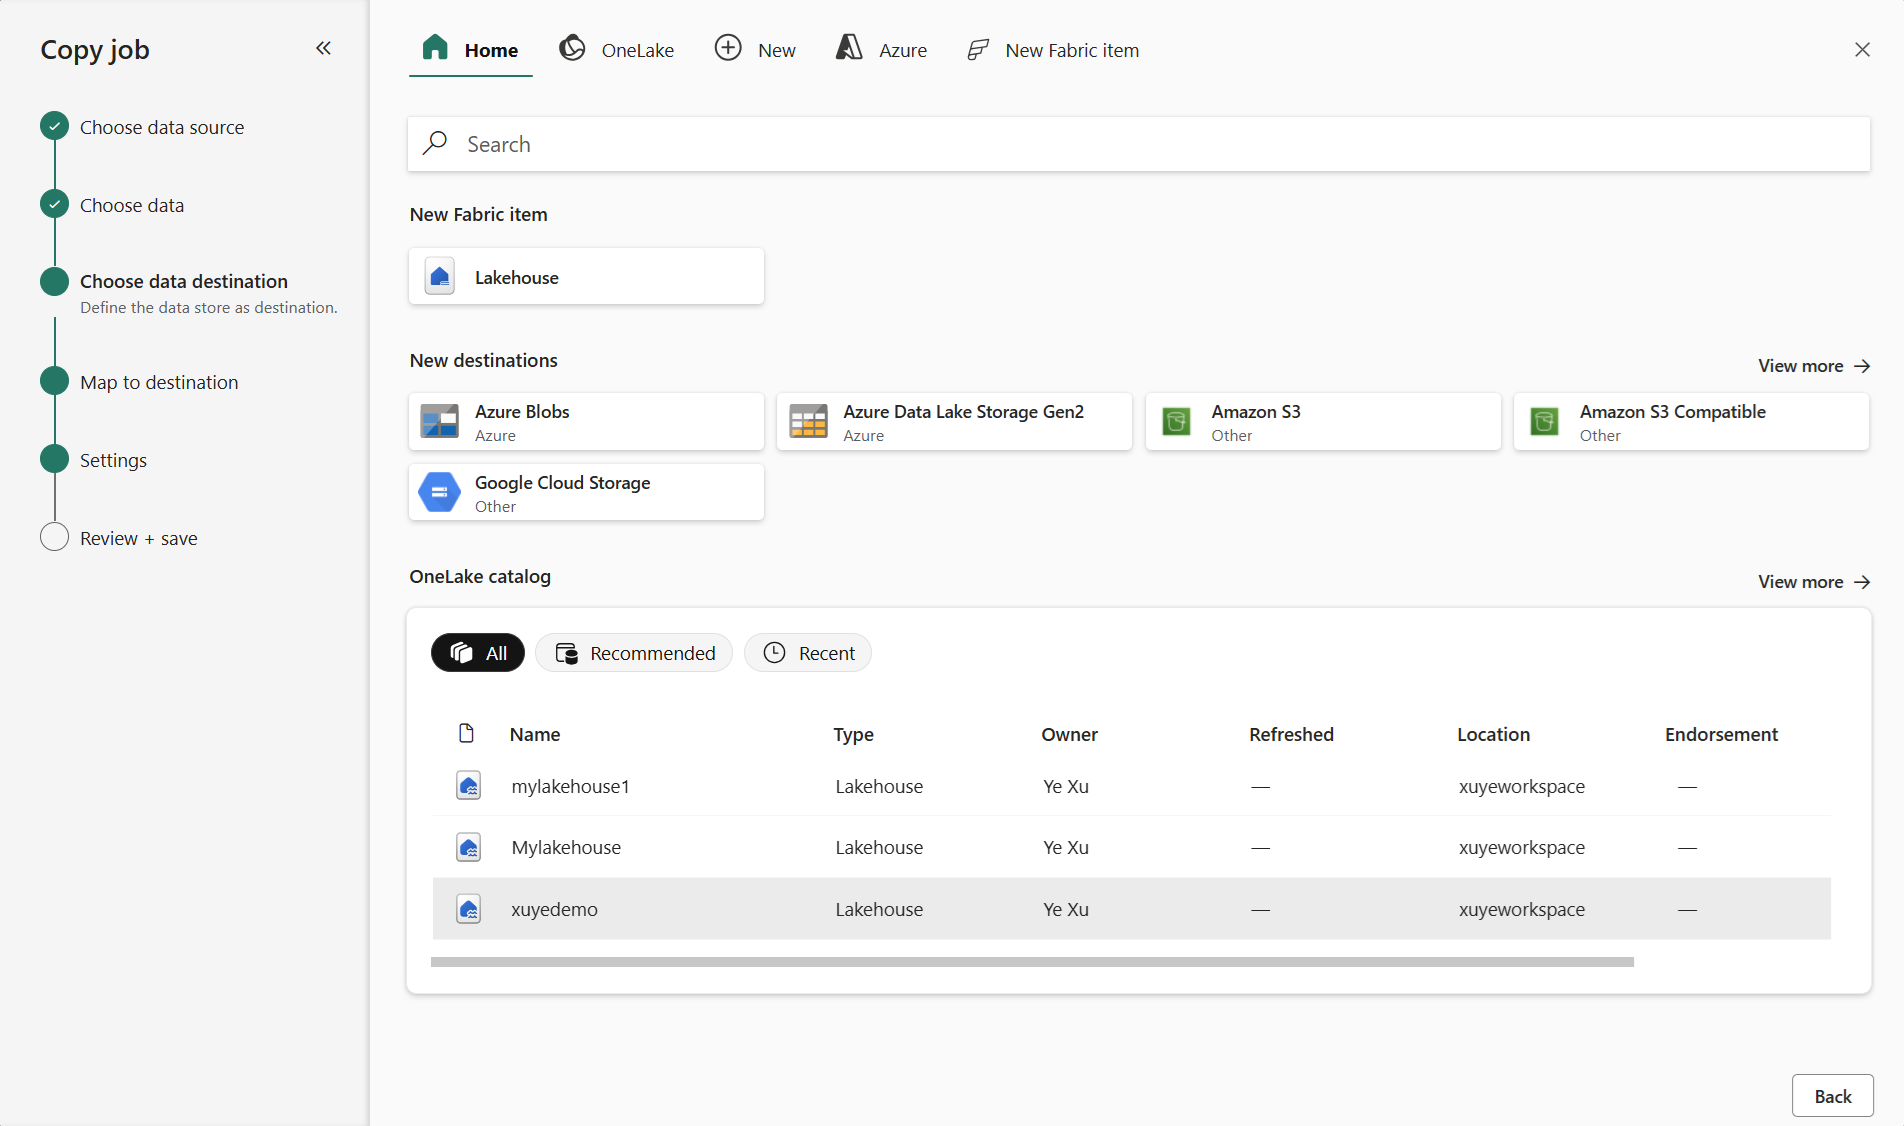 Copy job
Choose data source
Choose data
Choose data destination
Define the data store as destination.
Map to destination
Settings
Review + save
Home
OneLake
New
Azure
New Fabric item
Search
New Fabric item
Lakehouse
New destinations
View more
Azure Blobs
Azure
Azure Data Lake Storage Gen2
Azure
Amazon S3
Other
Amazon S3 Compatible
Other
Google Cloud Storage
Other
OneLake catalog
View more
All
Recommended
Recent
Name Type Owner Refreshed Location Endorsement
mylakehouse1 Lakehouse Ye Xu — xuyeworkspace —
Mylakehouse Lakehouse Ye Xu — xuyeworkspace —
xuyedemo Lakehouse Ye Xu — xuyeworkspace —
Back